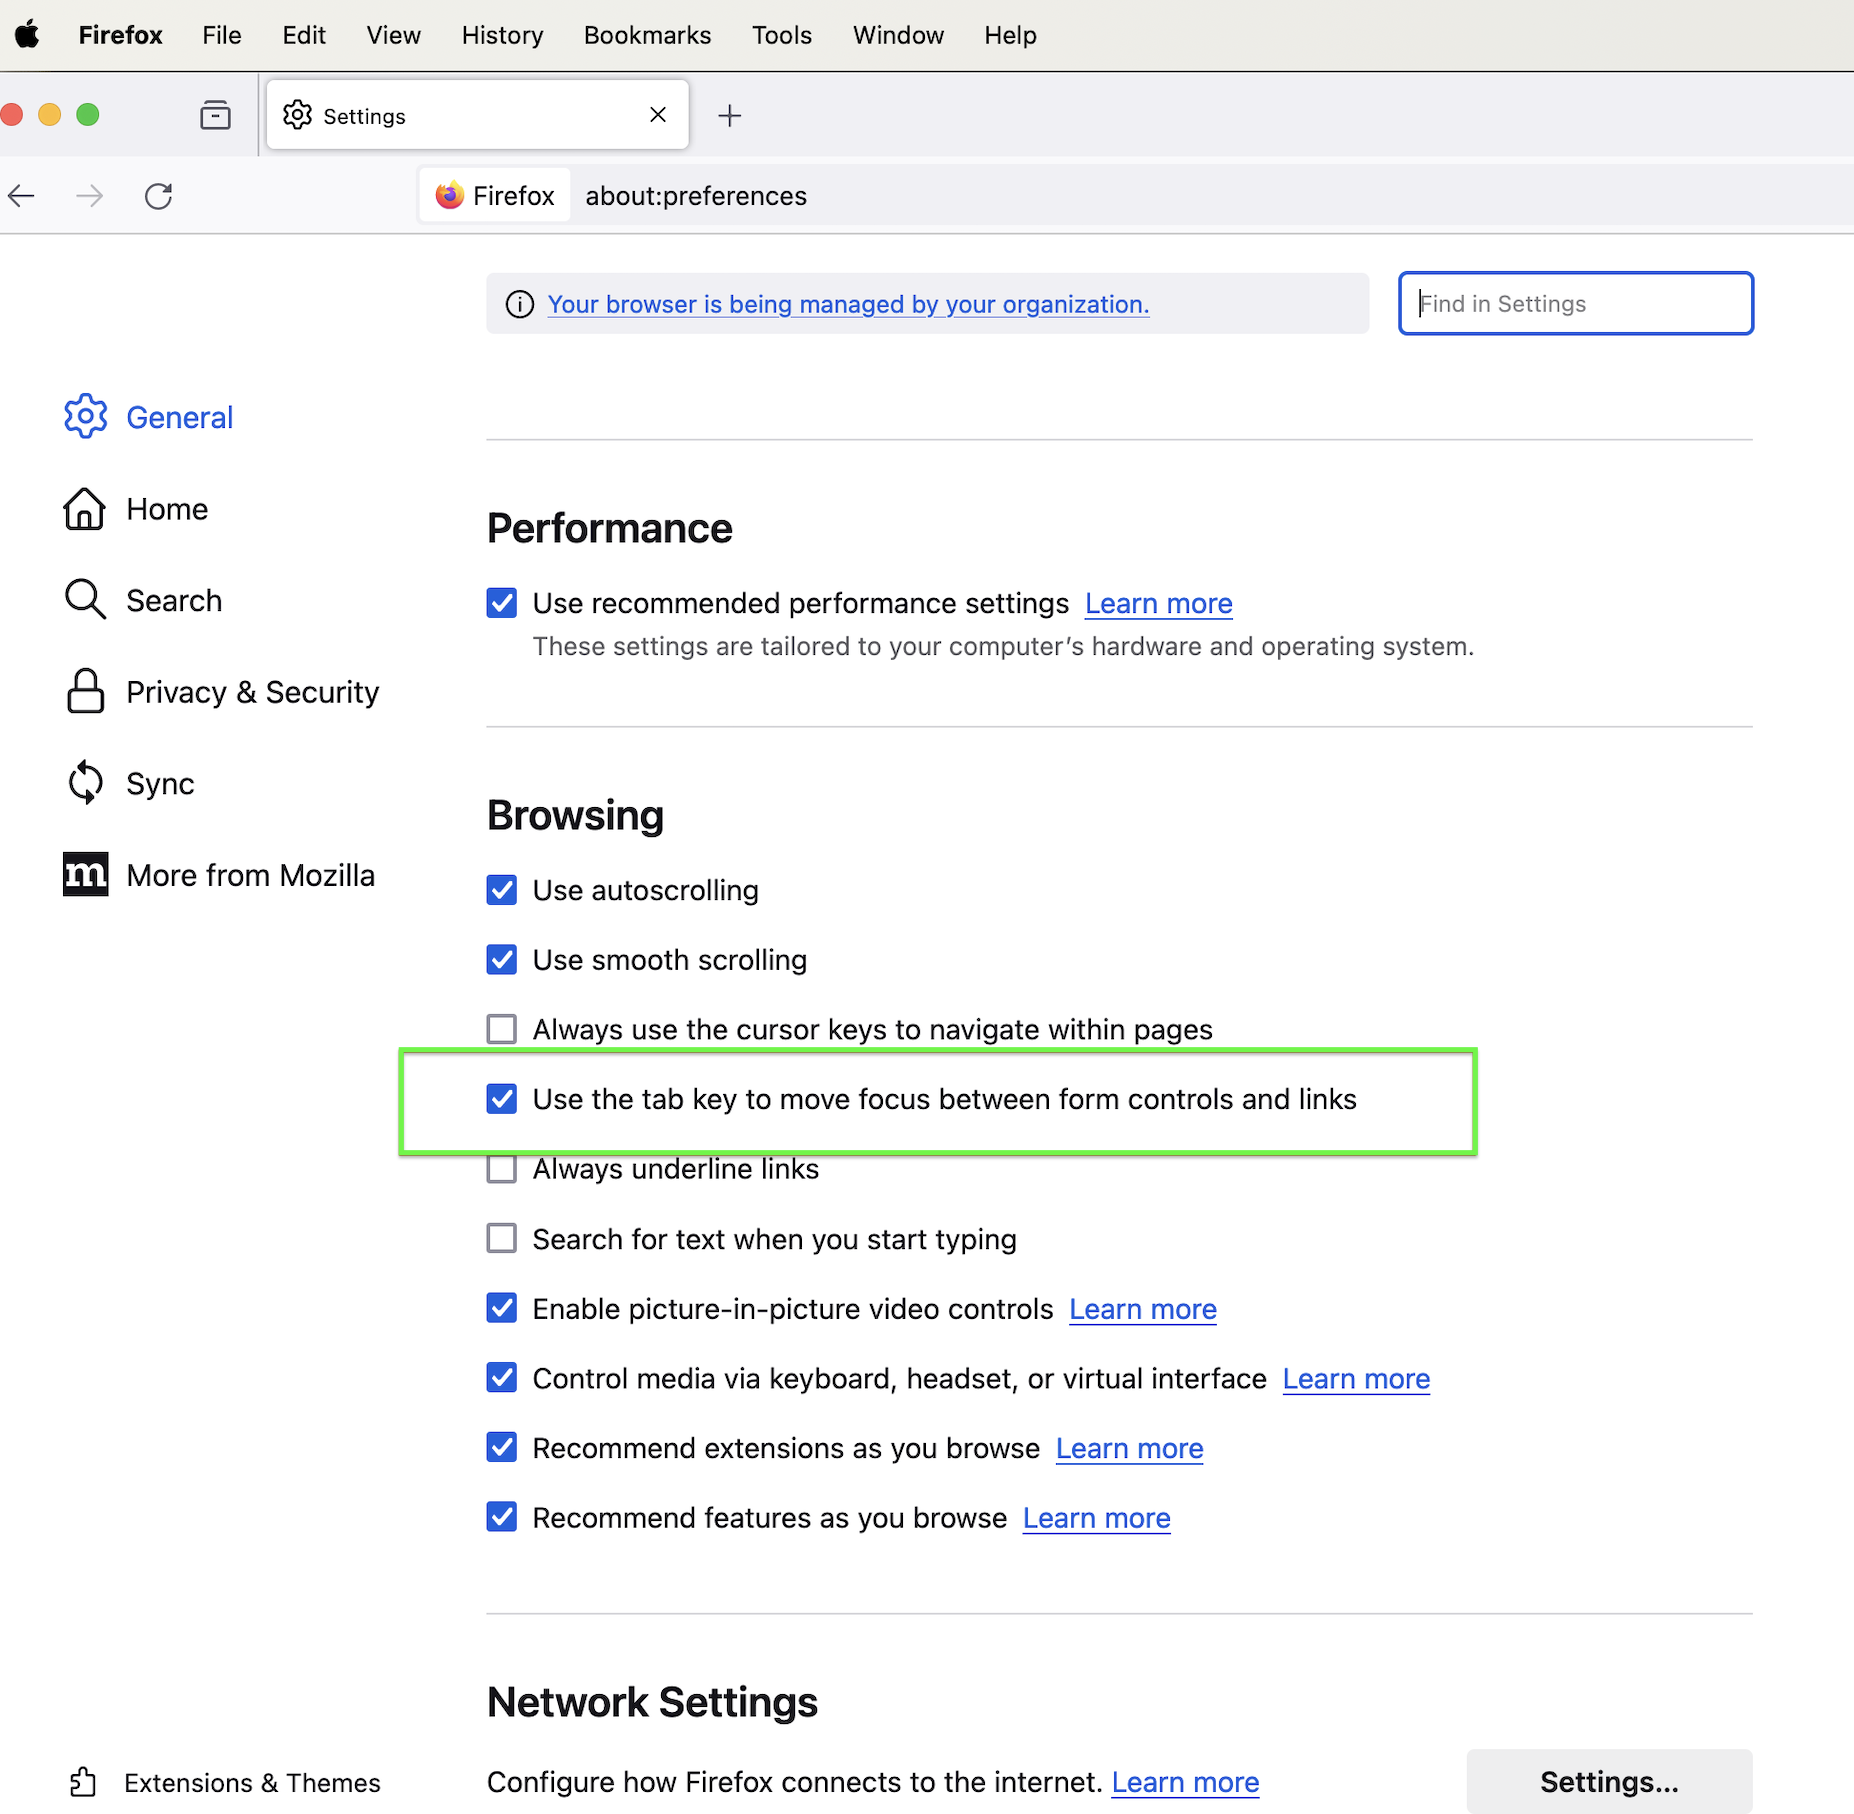 Firefox File Edit View History Bookmarks Tools Window Help
Settings
Firefox about:preferences
Your browser is being managed by your organization.
Find in Settings
General
Home
Search
Privacy & Security
Sync
m More from Mozilla
Performance
Use recommended performance settings Learn more
These settings are tailored to your computer’s hardware and operating system.
Browsing
Use autoscrolling
Use smooth scrolling
Always use the cursor keys to navigate within pages
Use the tab key to move focus between form controls and links
Always underline links
Search for text when you start typing
Enable picture-in-picture video controls Learn more
Control media via keyboard, headset, or virtual interface Learn more
Recommend extensions as you browse Learn more
Recommend features as you browse Learn more
Network Settings
Extensions & Themes
Configure how Firefox connects to the internet. Learn more
Settings...